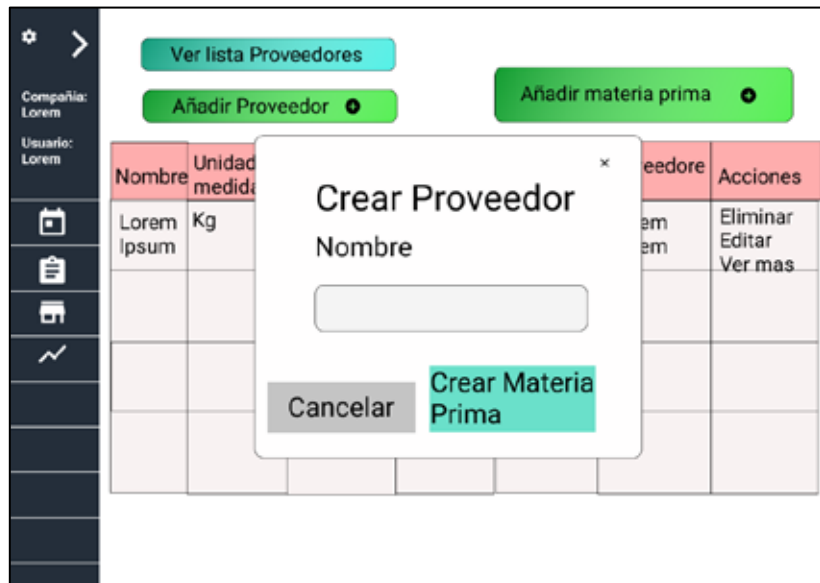 Compañia:
Lorem
Usuario:
Lorem
Ver lista Proveedores
Añadir Proveedor
Añadir materia prima
Nombre
Unidad
medida
eedore
Acciones
Lorem
Ipsum
Kg
em
em
Eliminar
Editar
Ver mas
×
Crear Proveedor
Nombre
Cancelar
Crear Materia
Prima